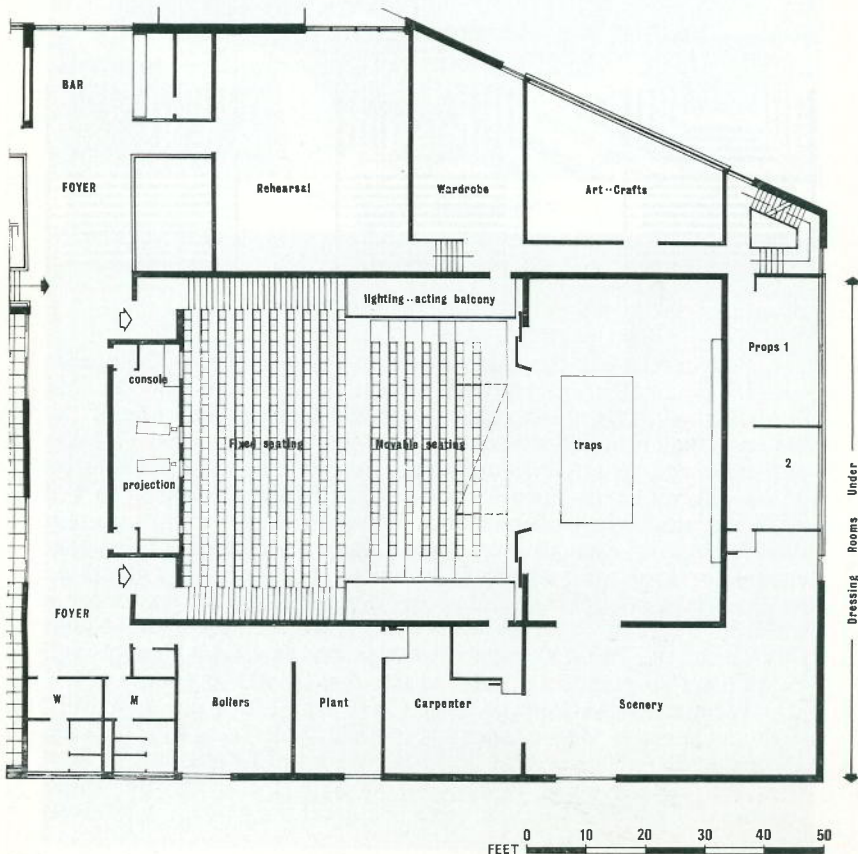 BAR
FOYER
Rehearsal
Wardrobe
Art--Crafts
lighting--acting balcony
Props 1
console
Fixed seating
Movable seating
traps
2
projection
Dressing Rooms Under
FOYER
W
M
Boilers
Plant
Carpenter
Scenery
FEET 0 10 20 30 40 50